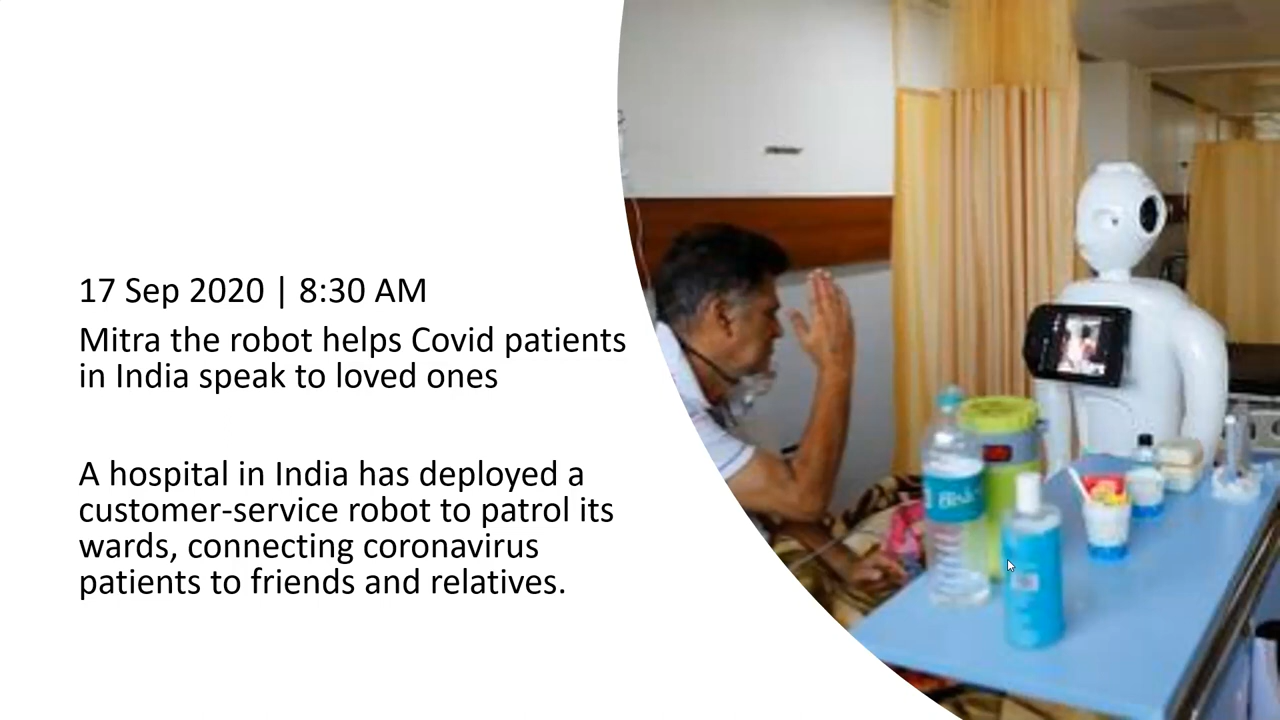 17 Sep 2020 | 8:30 AM
Mitra the robot helps Covid patients
in India speak to loved ones
A hospital in India has deployed a
customer-service robot to patrol its
wards, connecting coronavirus
patients to friends and relatives.